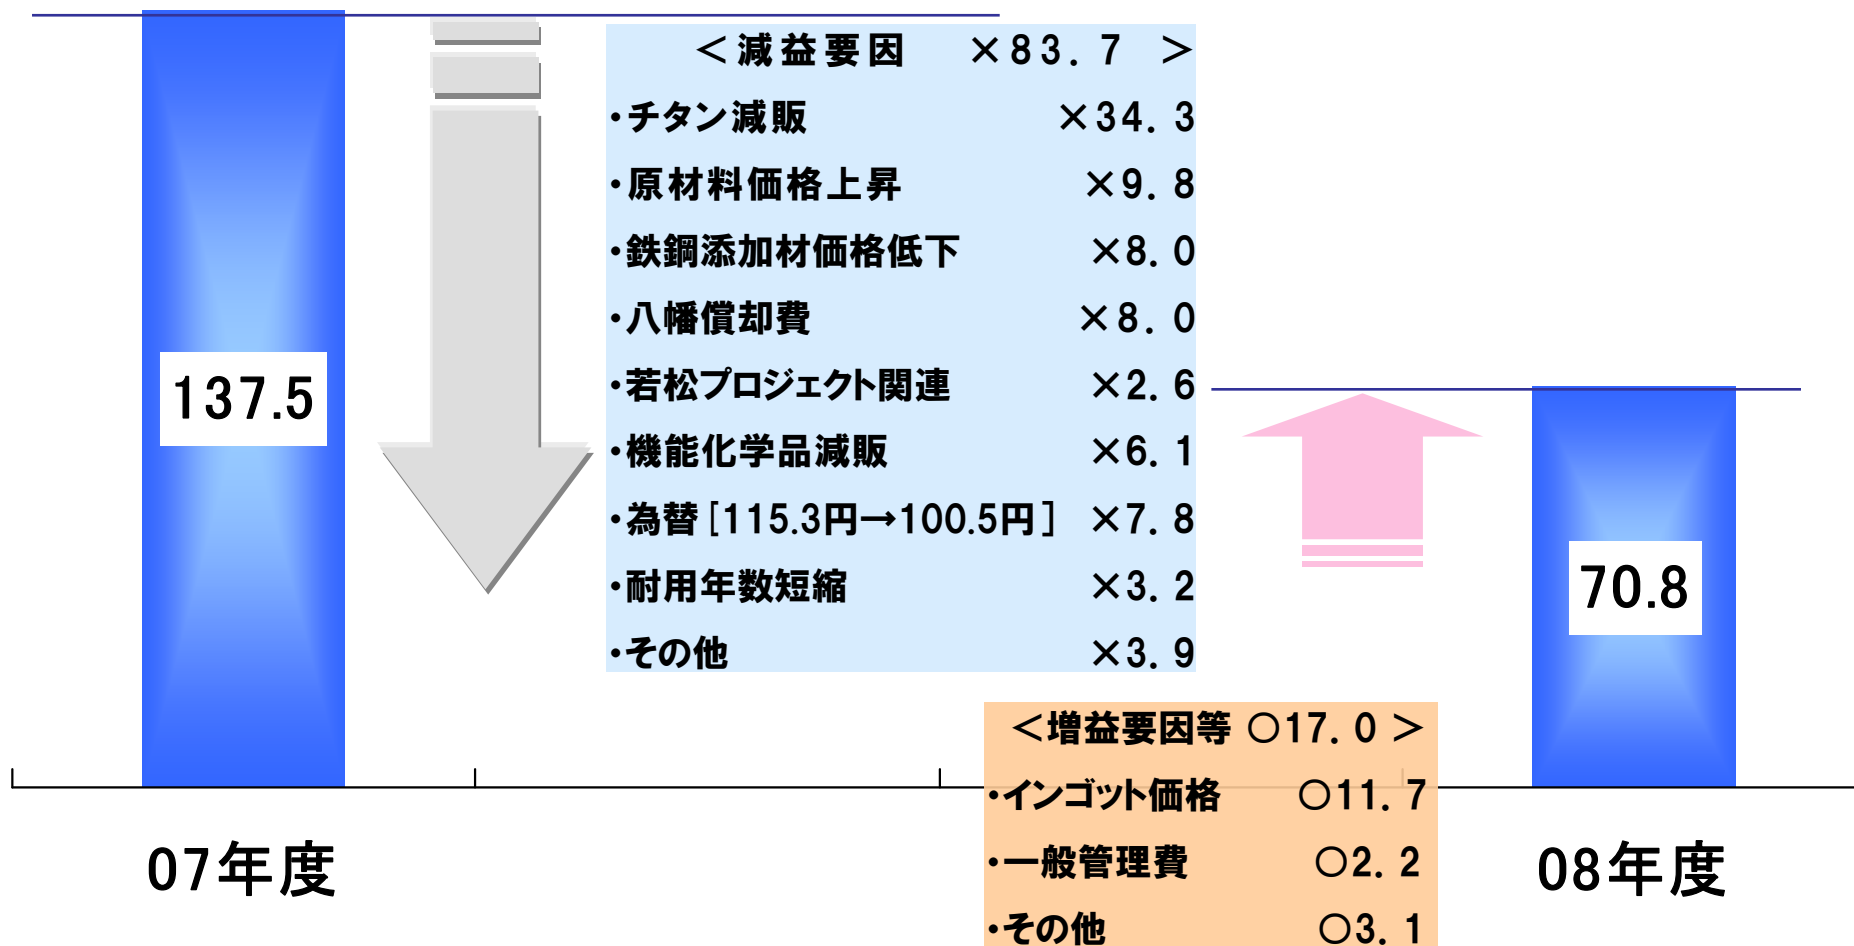 ＜減益要因　×83．7　＞
・チタン減販　×34．3
・原材料価格上昇　×9．8
・鉄鋼添加材価格低下　×8．0
・八幡償却費　×8．0
・若松プロジェクト関連　×2．6
・機能化学品減販　×6．1
・為替［115.3円→100.5円］　×7．8
・耐用年数短縮　×3．2
・その他　×3．9
137.5
70.8
＜増益要因等 ○17．0 ＞
・インゴット価格　○11．7
・一般管理費　○2．2
・その他　○3．1
07年度
08年度